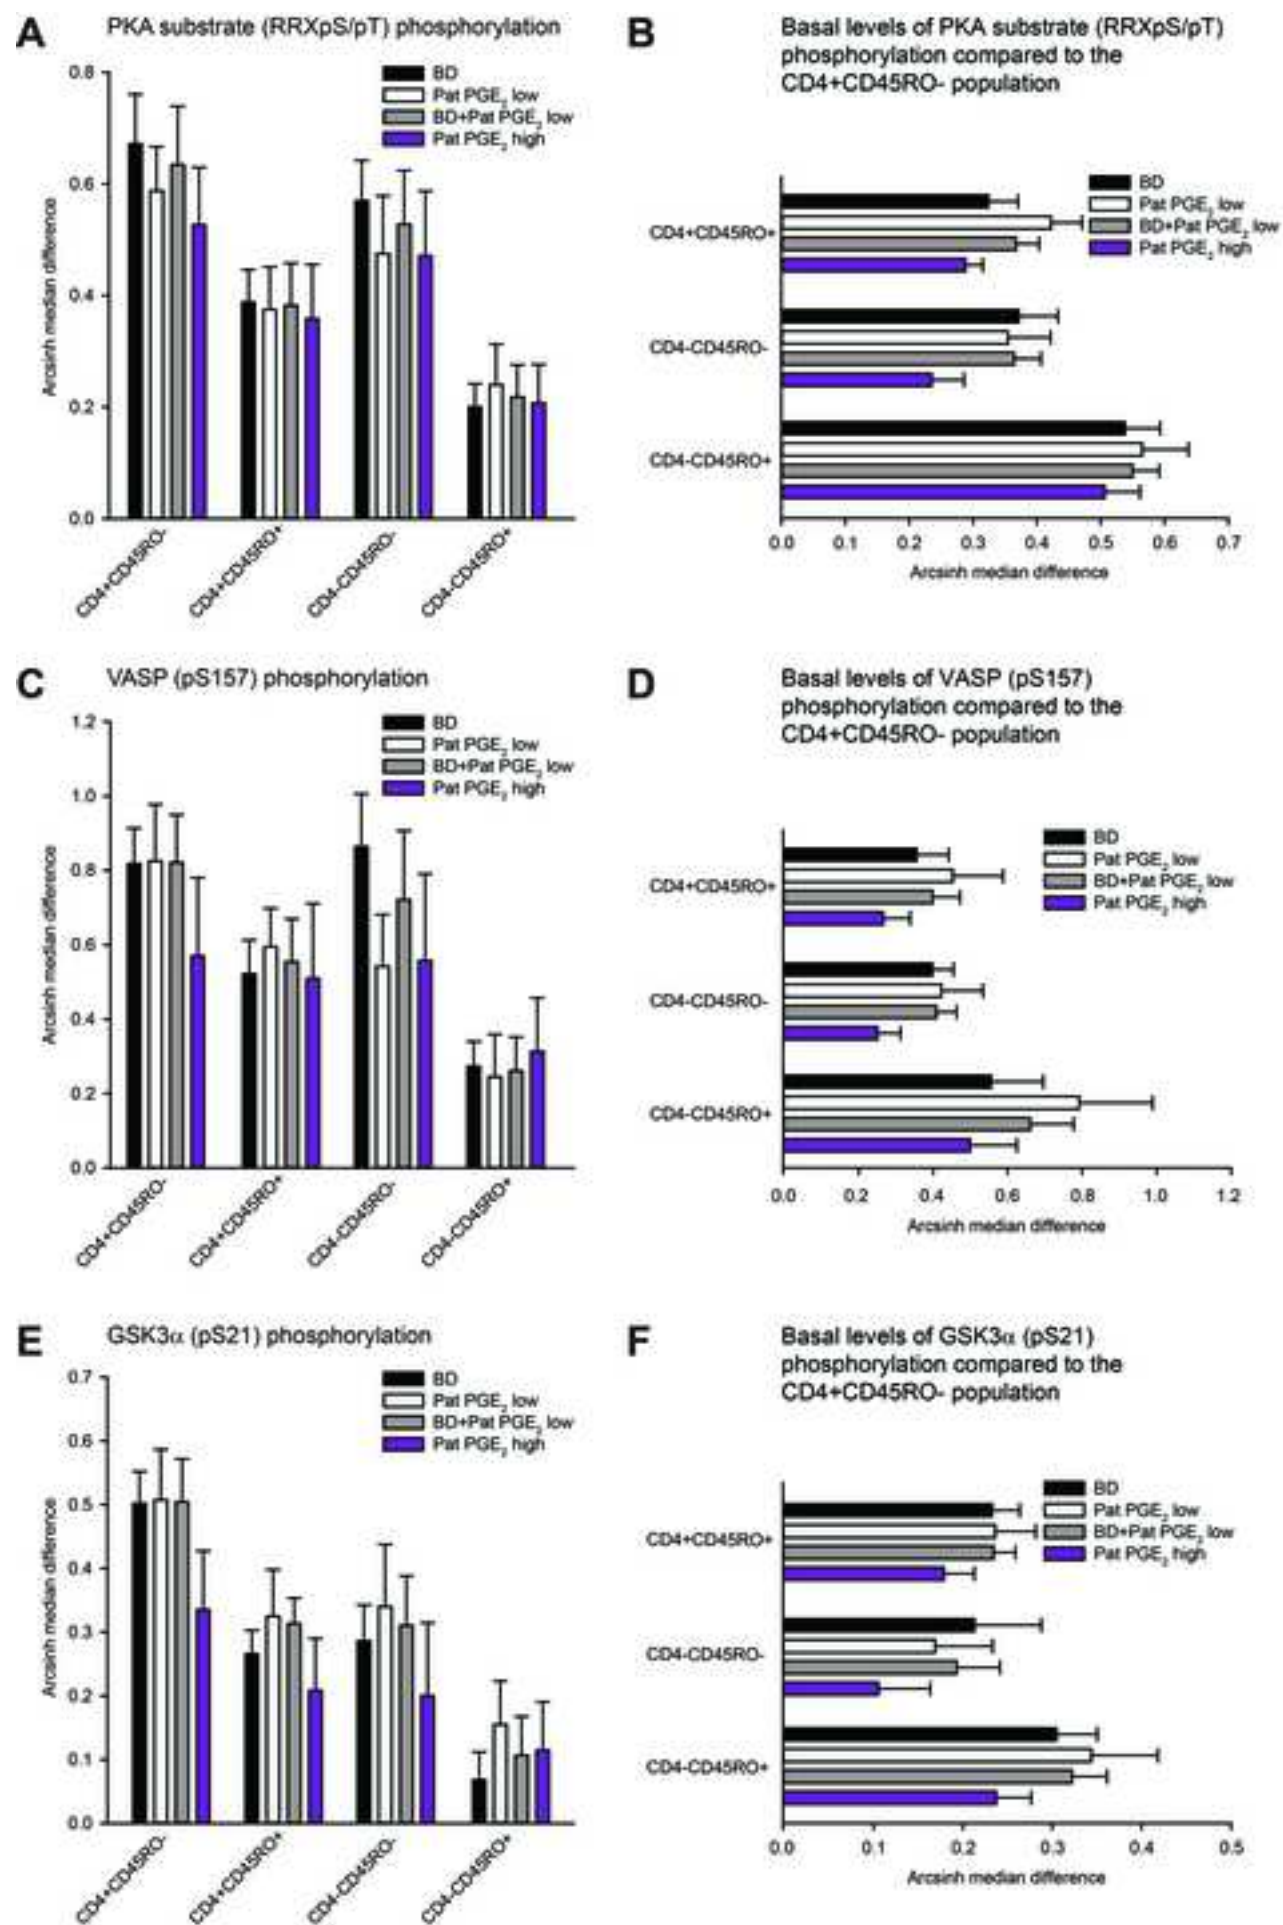 A
PKA substrate (RRXpS/pT) phosphorylation
BD
Pat PGE2 low
BD+Pat PGE2 low
Pat PGE2 high
Arcsinh median difference
0.8
0.6
0.4
0.2
0.0
CD4+CD45RO-
CD4+CD45RO+
CD4-CD45RO-
CD4-CD45RO+
B
Basal levels of PKA substrate (RRXpS/pT)
phosphorylation compared to the
CD4+CD45RO- population
BD
Pat PGE2 low
BD+Pat PGE2 low
Pat PGE2 high
CD4+CD45RO+
CD4-CD45RO-
CD4-CD45RO+
0.0 0.1 0.2 0.3 0.4 0.5 0.6 0.7
Arcsinh median difference
C
VASP (pS157) phosphorylation
BD
Pat PGE2 low
BD+Pat PGE2 low
Pat PGE2 high
Arcsinh median difference
1.2
1.0
0.8
0.6
0.4
0.2
0.0
CD4+CD45RO-
CD4+CD45RO+
CD4-CD45RO-
CD4-CD45RO+
D
Basal levels of VASP (pS157)
phosphorylation compared to the
CD4+CD45RO- population
BD
Pat PGE2 low
BD+Pat PGE2 low
Pat PGE2 high
CD4+CD45RO+
CD4-CD45RO-
CD4-CD45RO+
0.0 0.2 0.4 0.6 0.8 1.0 1.2
Arcsinh median difference
E
GSK3α (pS21) phosphorylation
BD
Pat PGE2 low
BD+Pat PGE2 low
Pat PGE2 high
Arcsinh median difference
0.7
0.6
0.5
0.4
0.3
0.2
0.1
0.0
CD4+CD45RO-
CD4+CD45RO+
CD4-CD45RO-
CD4-CD45RO+
F
Basal levels of GSK3α (pS21)
phosphorylation compared to the
CD4+CD45RO- population
BD
Pat PGE2 low
BD+Pat PGE2 low
Pat PGE2 high
CD4+CD45RO+
CD4-CD45RO-
CD4-CD45RO+
0.0 0.1 0.2 0.3 0.4 0.5
Arcsinh median difference